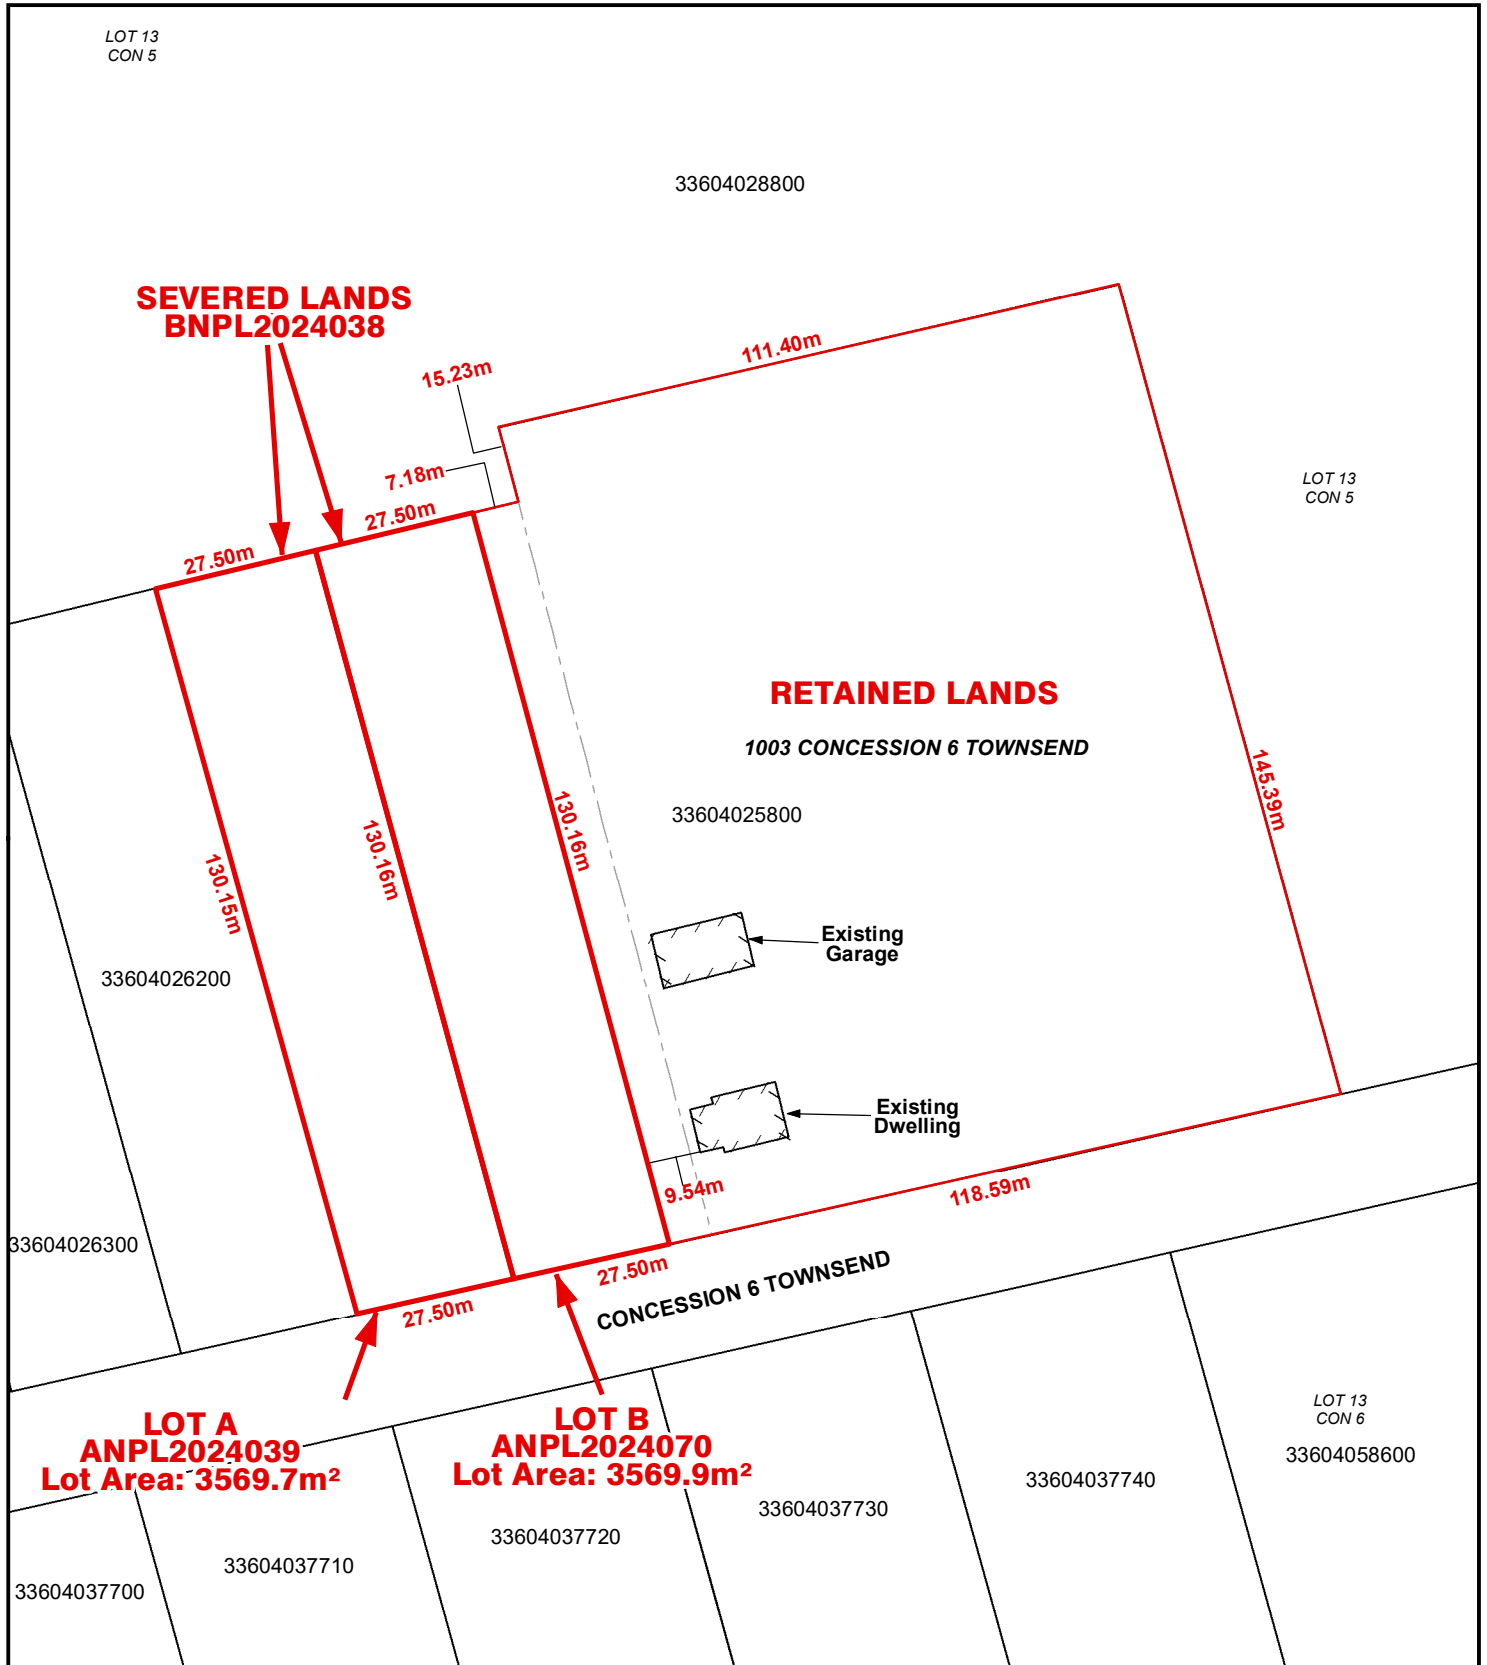 LOT 13
CON 5
33604028800
SEVERED LANDS
BNPL2024038
111.40m
15.23m
7.18m
27.50m
27.50m
LOT 13
CON 5
RETAINED LANDS
1003 CONCESSION 6 TOWNSEND
33604025800
145.39m
130.16m
130.16m
130.15m
33604026200
Existing
Garage
Existing
Dwelling
9.54m
118.59m
33604026300
27.50m
27.50m
CONCESSION 6 TOWNSEND
LOT A
ANPL2024039
Lot Area: 3569.7m²
LOT B
ANPL2024070
Lot Area: 3569.9m²
LOT 13
CON 6
33604058600
33604037740
33604037730
33604037720
33604037710
33604037700